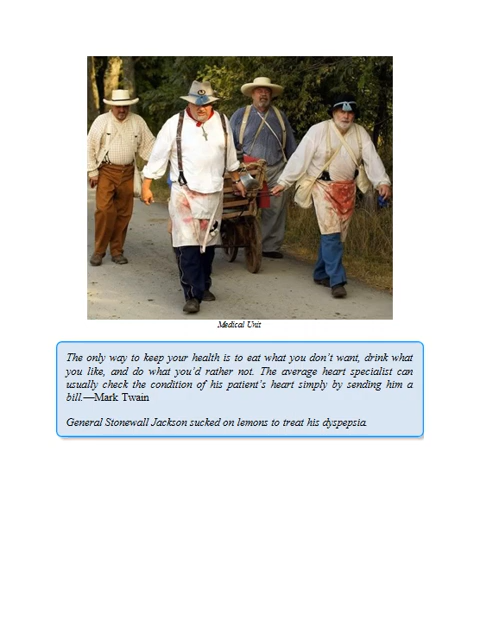 Medical Unit
The only way to keep your health is to eat what you don't want, drink what
you like, and do what you'd rather not. The average heart specialist can
usually check the condition of his patient's heart simply by sending him a
bill.—Mark Twain
General Stonewall Jackson sucked on lemons to treat his dyspepsia.